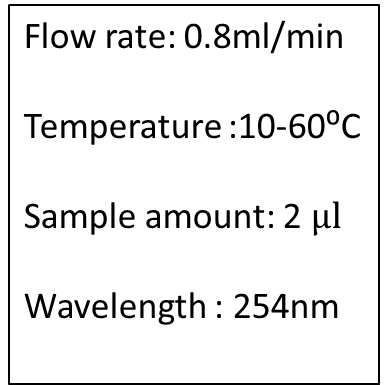 Flow rate: 0.8ml/min
Temperature :10-60⁰C
Sample amount: 2 µl
Wavelength : 254nm